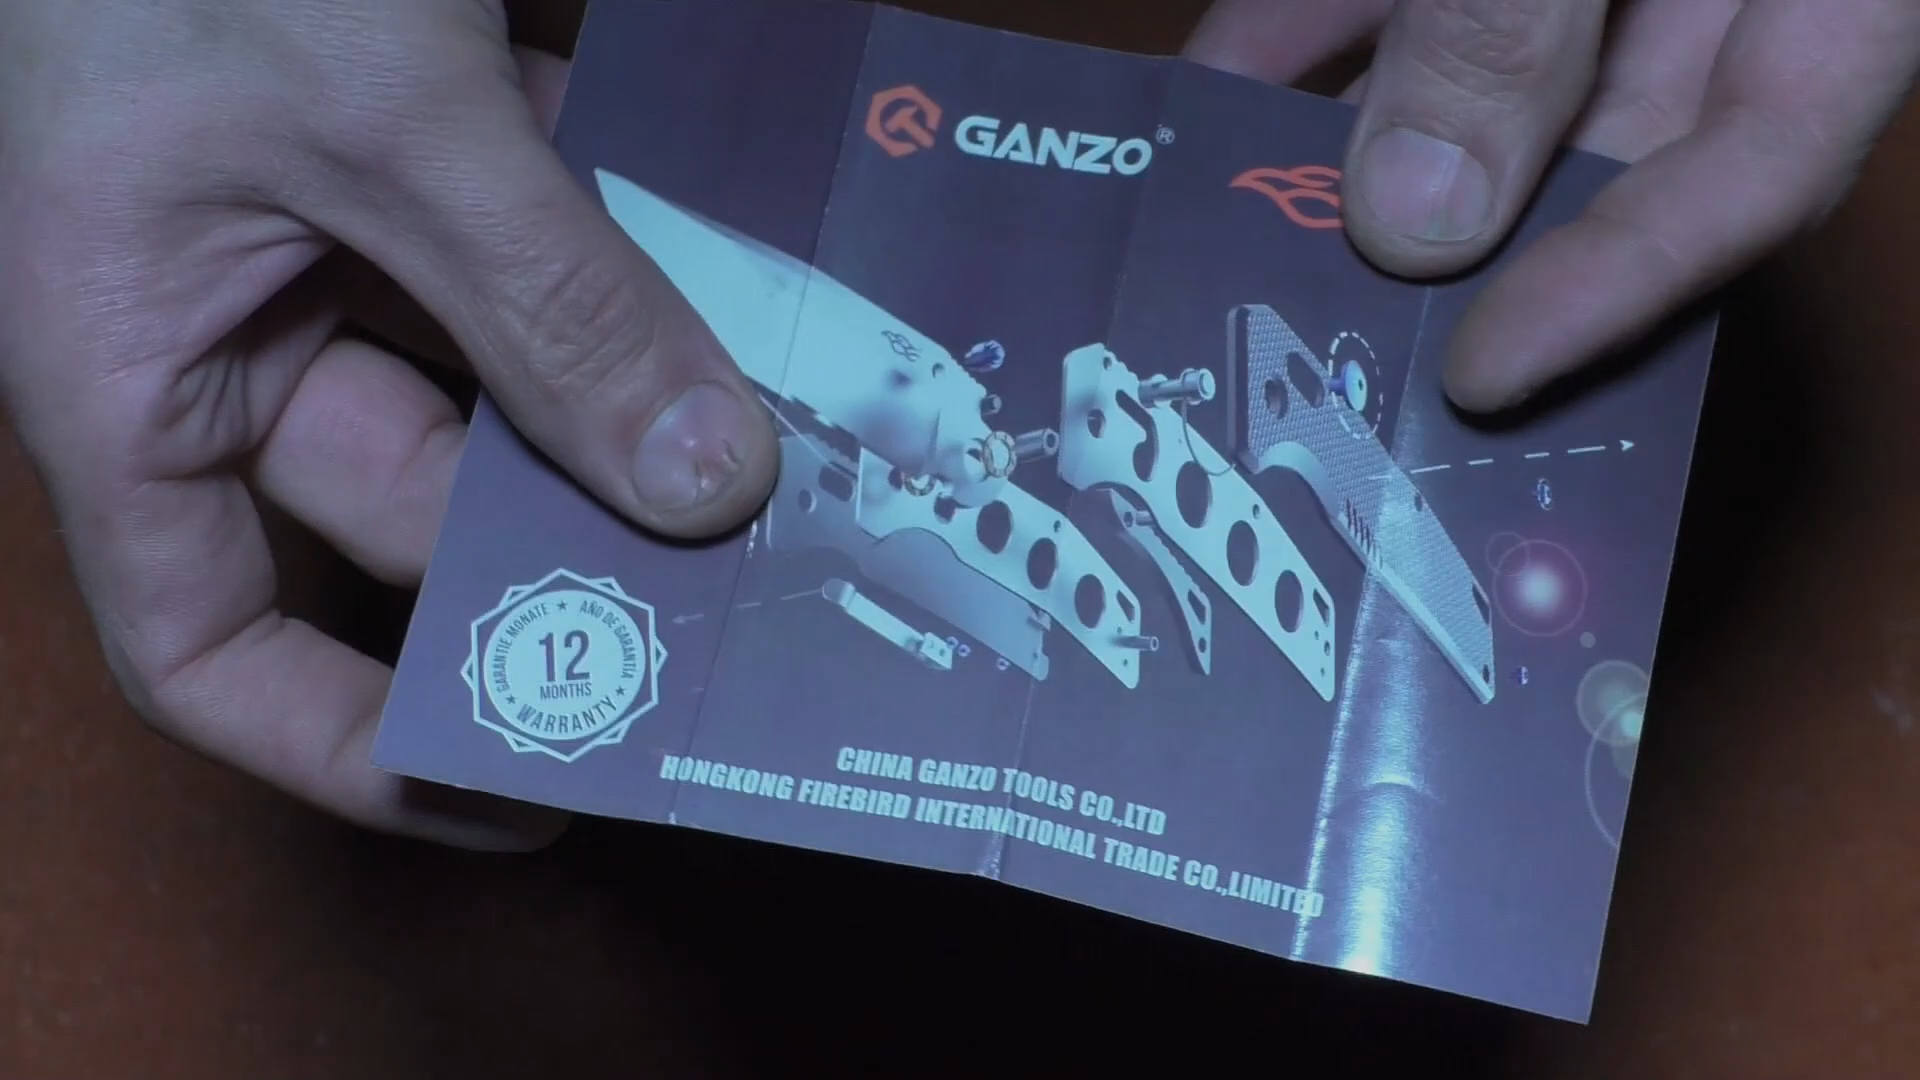 GANZO®
GARANTIE MONATE ★ AÑO DE GARANTÍA
12
MONTHS
★ WARRANTY ★
CHINA GANZO TOOLS CO.,LTD
HONGKONG FIREBIRD INTERNATIONAL TRADE CO.,LIMITED